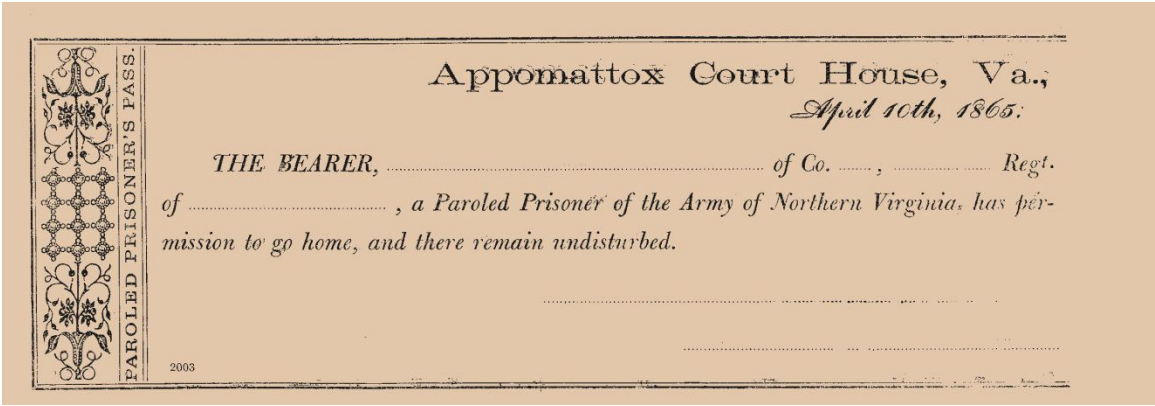 PAROLED PRISONER'S PASS.
Appomattox Court House, Va.,
April 10th, 1865.
THE BEARER, .......... of Co. ....... , .......... Regt.
of .......... , a Paroled Prisoner of the Army of Northern Virginia, has per-
mission to go home, and there remain undisturbed.
2003